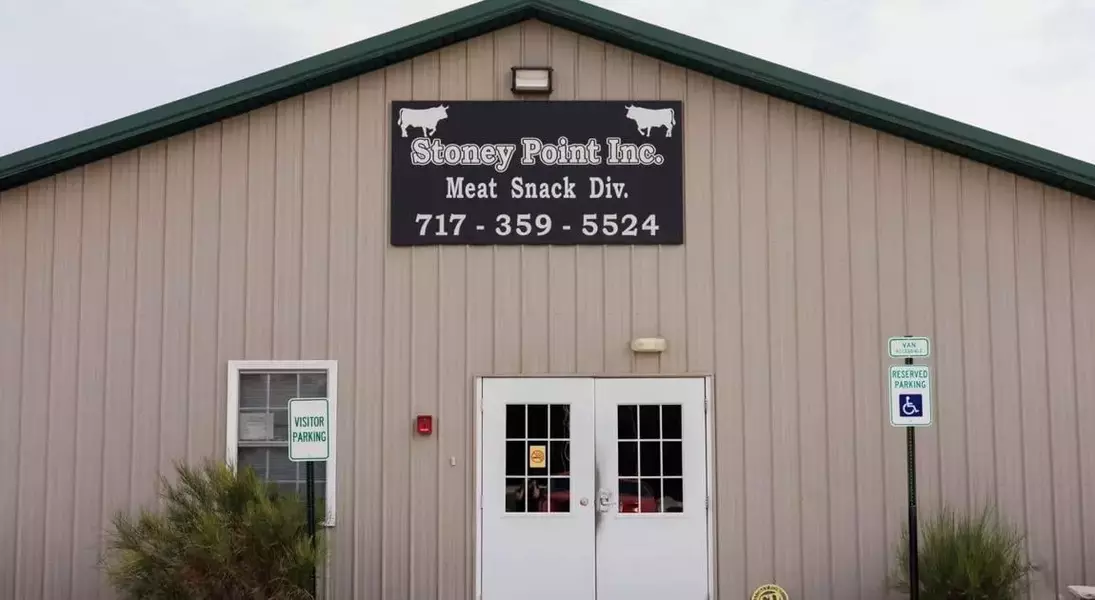 Stoney Point Inc.
Meat Snack Div.
717 - 359 - 5524
VISITOR
PARKING
VAN
ACCESSIBLE
RESERVED
PARKING